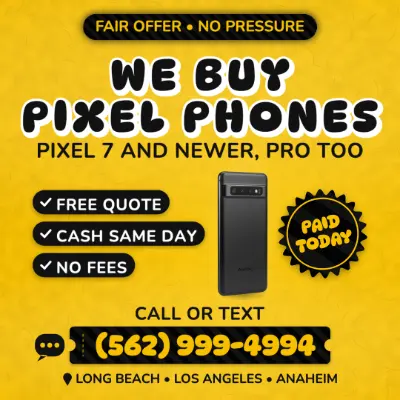 FAIR OFFER • NO PRESSURE
WE BUY
PIXEL PHONES
PIXEL 7 AND NEWER, PRO TOO
FREE QUOTE
CASH SAME DAY
NO FEES
PAID
TODAY
CALL OR TEXT
(562) 999-4994
LONG BEACH • LOS ANGELES • ANAHEIM